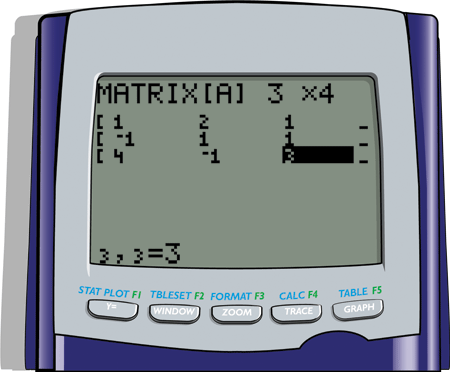 MATRIX[A] 3 ×4
[ 1 2 1 –
[ -1 1 1 –
[ 4 -1 3 –
3,3=3
STAT PLOT F1 TBLSET F2 FORMAT F3 CALC F4 TABLE F5
Y= WINDOW ZOOM TRACE GRAPH